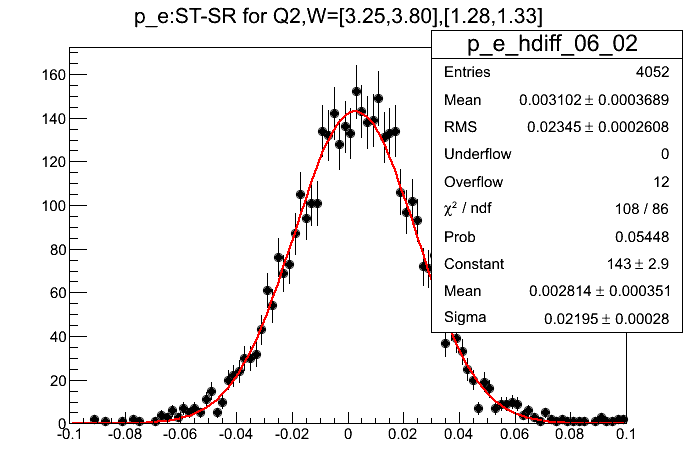 p_e:ST-SR for Q2,W=[3.25,3.80],[1.28,1.33]
p_e_hdiff_06_02
Entries 4052
Mean 0.003102 ± 0.0003689
RMS 0.02345 ± 0.0002608
Underflow 0
Overflow 12
χ² / ndf 108 / 86
Prob 0.05448
Constant 143 ± 2.9
Mean 0.002814 ± 0.000351
Sigma 0.02195 ± 0.00028
160
140
120
100
80
60
40
20
0
-0.1 -0.08 -0.06 -0.04 -0.02 0 0.02 0.04 0.06 0.08 0.1